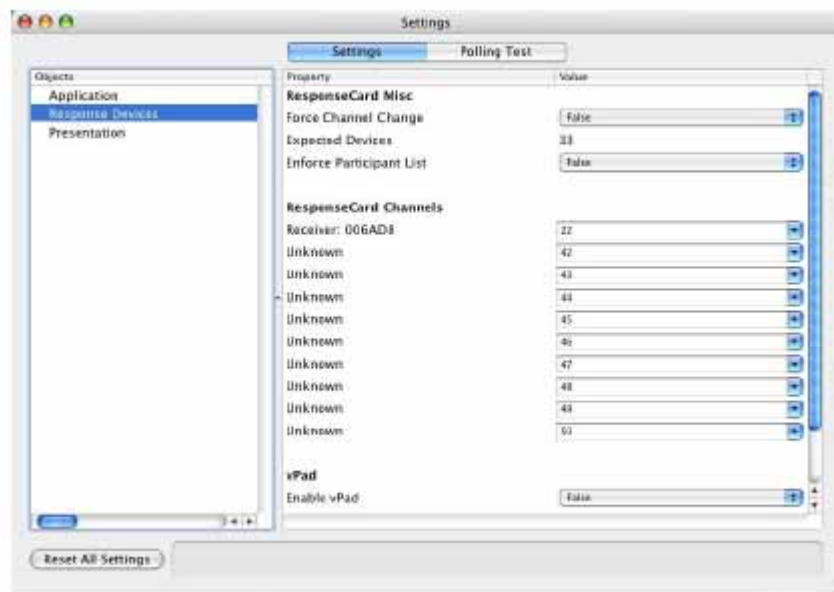 Settings
Settings Polling Test
Objects
Application
Response Devices
Presentation
Property Value
ResponseCard Misc
Force Channel Change False
Expected Devices
Enforce Participant List False
ResponseCard Channels
Receiver: 006AD8 22
Unknown 42
Unknown 43
Unknown 44
Unknown 45
Unknown 46
Unknown 47
Unknown 48
Unknown 49
Unknown 50
vPad
Enable vPad False
Reset All Settings